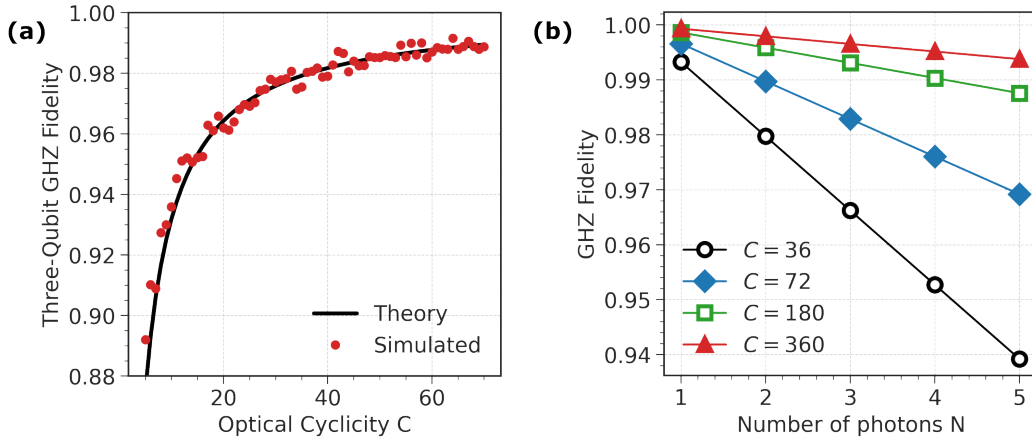 (a)
Three-Qubit GHZ Fidelity
1.00
0.98
0.96
0.94
0.92
0.90
0.88
20
40
60
Optical Cyclicity C
Theory
Simulated
(b)
GHZ Fidelity
1.00
0.99
0.98
0.97
0.96
0.95
0.94
1
2
3
4
5
Number of photons N
C = 36
C = 72
C = 180
C = 360